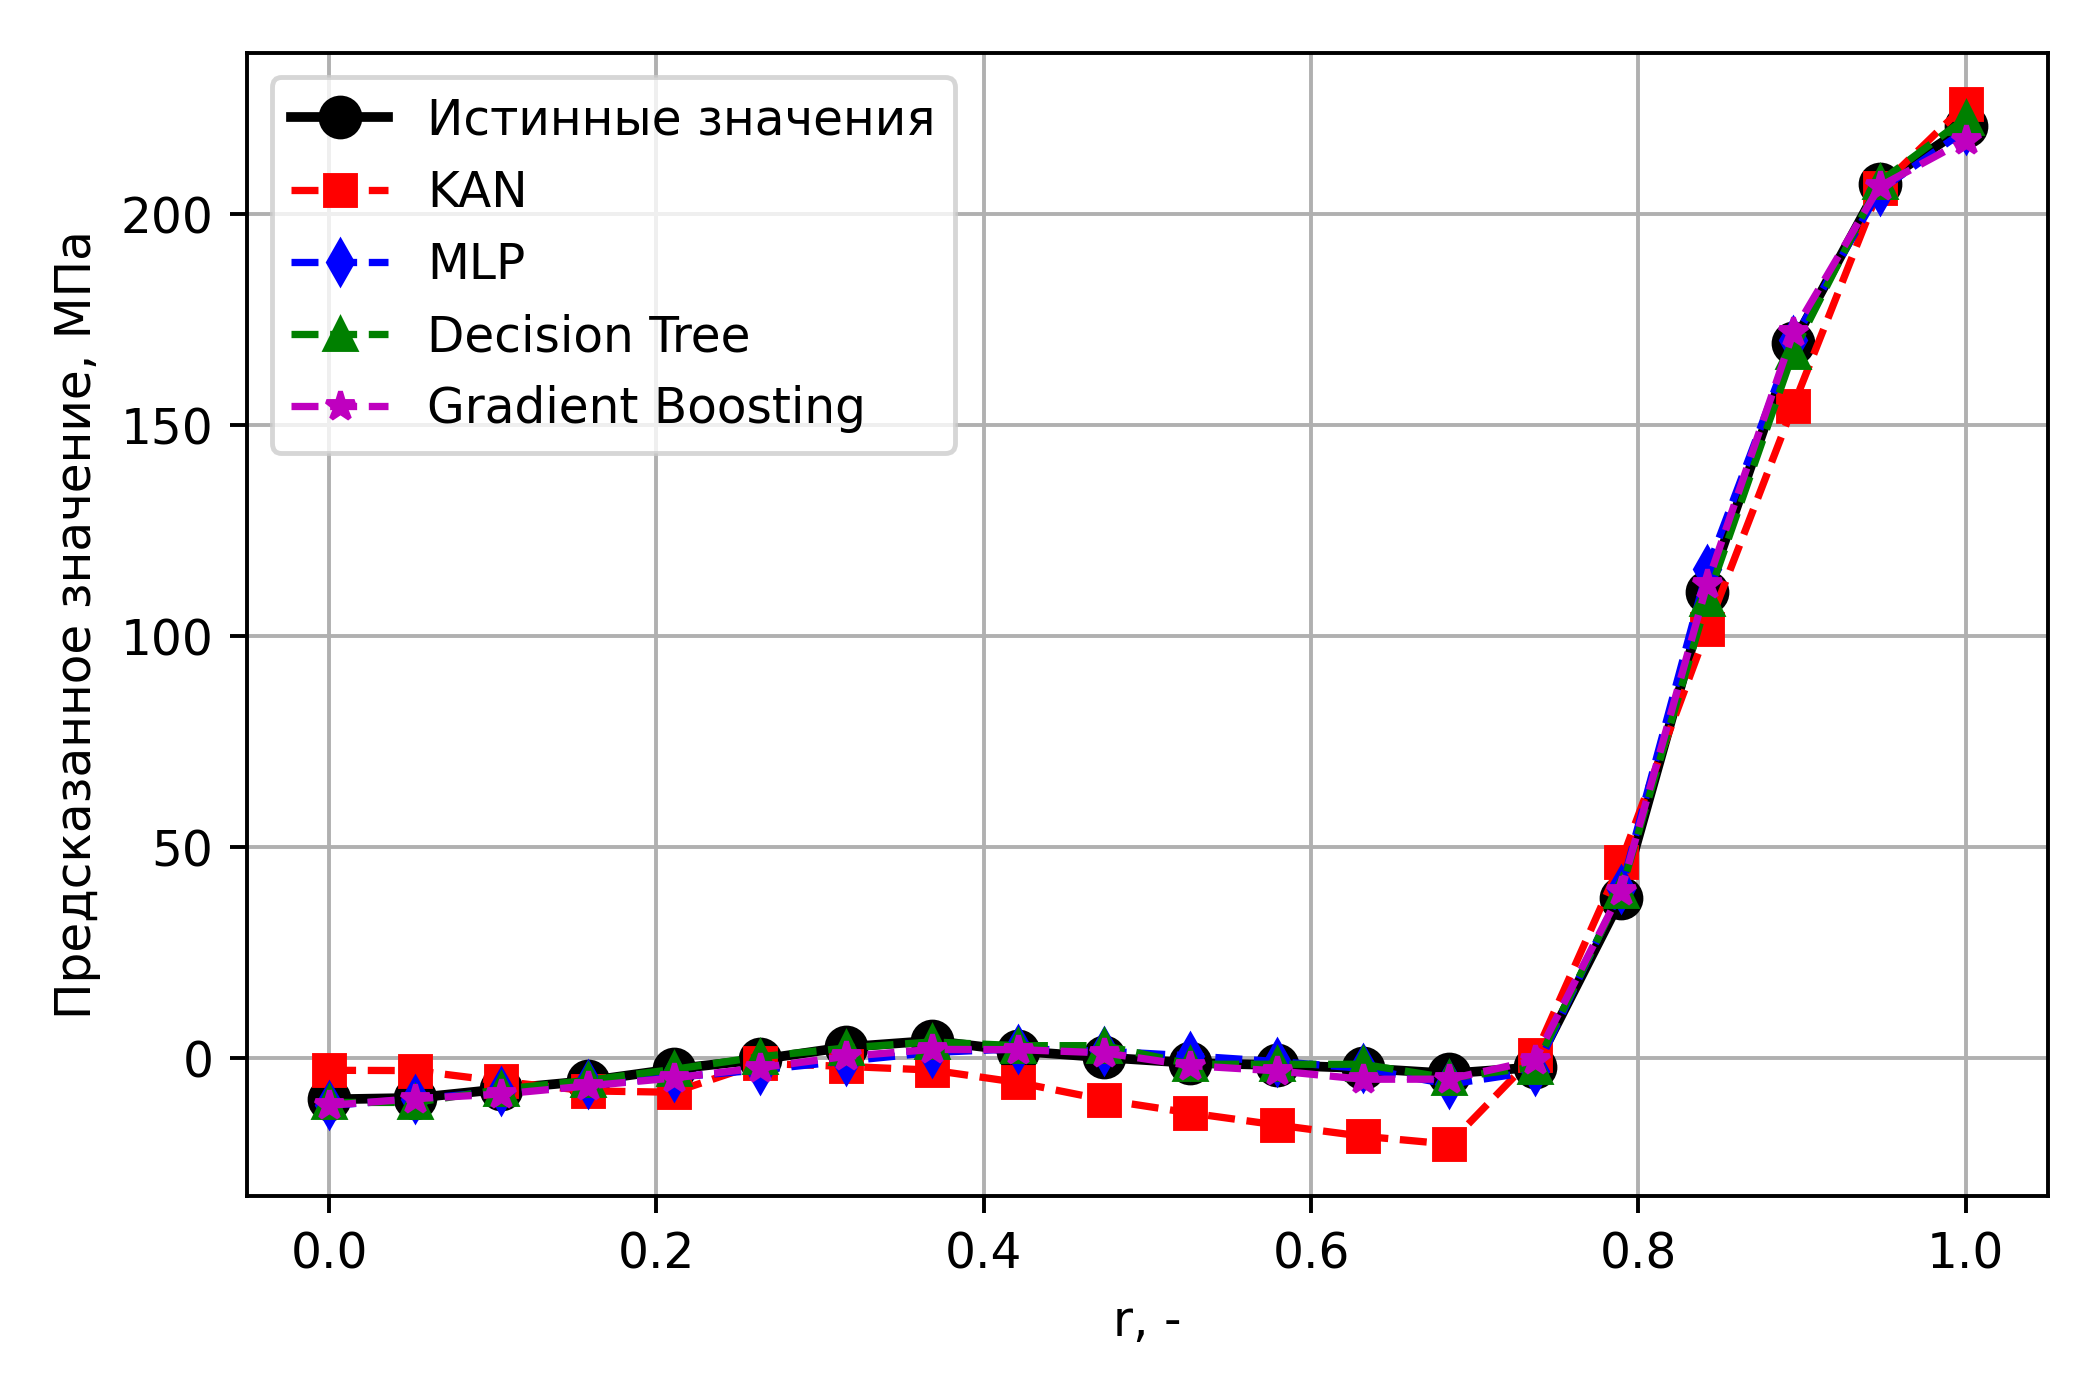 Истинные значения
KAN
MLP
Decision Tree
Gradient Boosting
Предсказанное значение, МПа
200
150
100
50
0
0.0 0.2 0.4 0.6 0.8 1.0
r, -